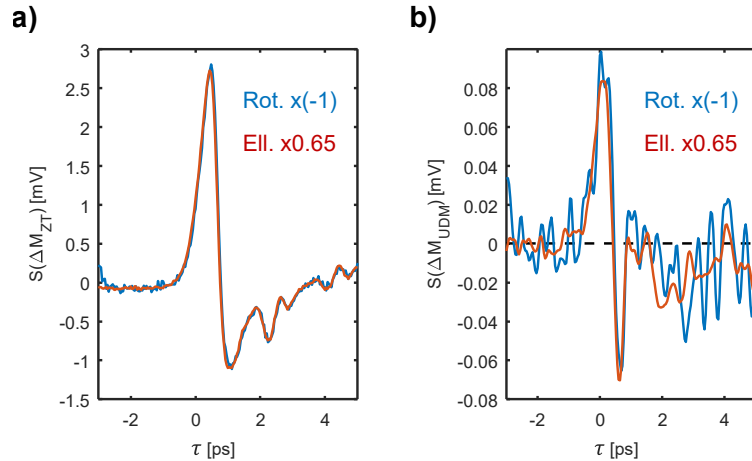 a)
S(ΔM_ZT) [mV]
3
2.5
2
1.5
1
0.5
0
-0.5
-1
-1.5
Rot. x(-1)
Ell. x0.65
-2
0
2
4
τ [ps]
b)
S(ΔM_UDM) [mV]
0.08
0.06
0.04
0.02
0
-0.02
-0.04
-0.06
-0.08
0.08
Rot. x(-1)
Ell. x0.65
-2
0
2
4
τ [ps]